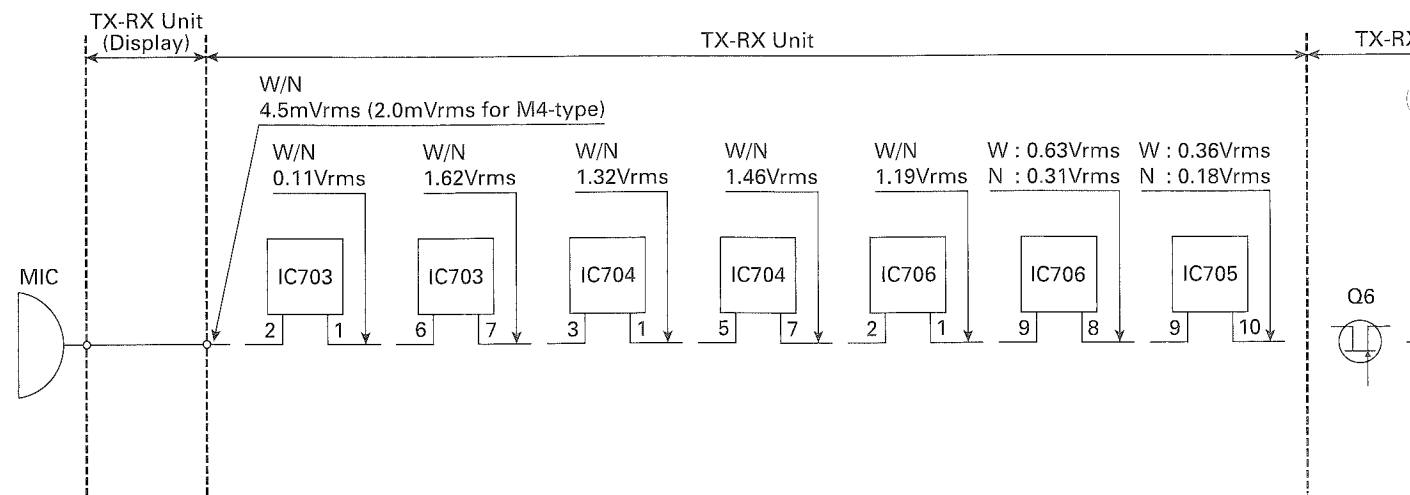 TX-RX Unit
(Display)
TX-RX Unit
TX-RX
W/N
4.5mVrms (2.0mVrms for M4-type)
W/N
0.11Vrms
W/N
1.62Vrms
W/N
1.32Vrms
W/N
1.46Vrms
W/N
1.19Vrms
W : 0.63Vrms
N : 0.31Vrms
W : 0.36Vrms
N : 0.18Vrms
MIC
IC703
2 1
IC703
6 7
IC704
3 1
IC704
5 7
IC706
2 1
IC706
9 8
IC705
9 10
Q6